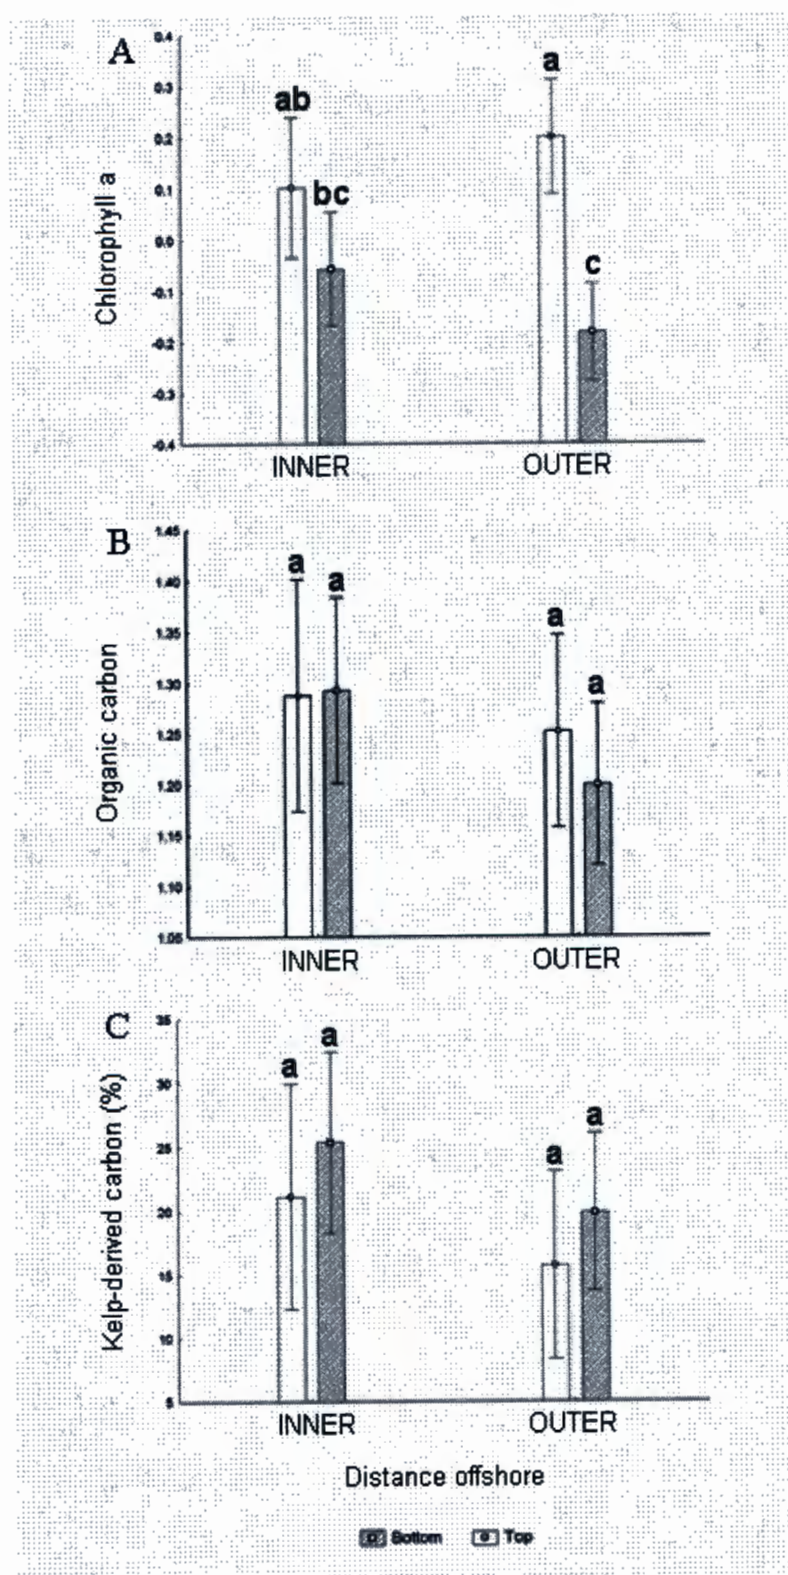 A
0.4
0.3
0.2
0.1
0.0
-0.1
-0.2
-0.3
-0.4
Chlorophyll a
ab
bc
a
c
INNER OUTER
B
1.45
1.40
1.35
1.30
1.25
1.20
1.15
1.10
1.05
Organic carbon
a
a
a
a
INNER OUTER
C
35
30
25
20
15
10
5
Kelp-derived carbon (%)
a
a
a
a
INNER OUTER
Distance offshore
Bottom Top